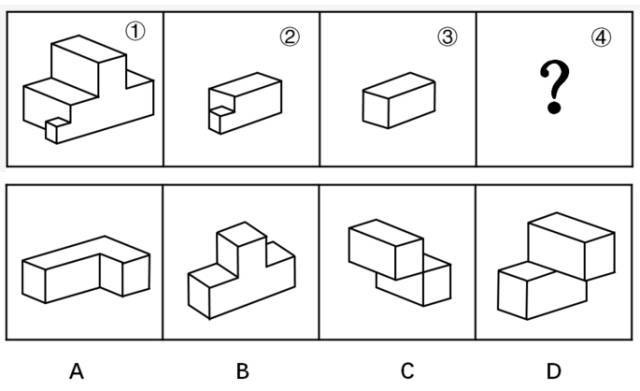 ① ② ③ ④
?
A B C D